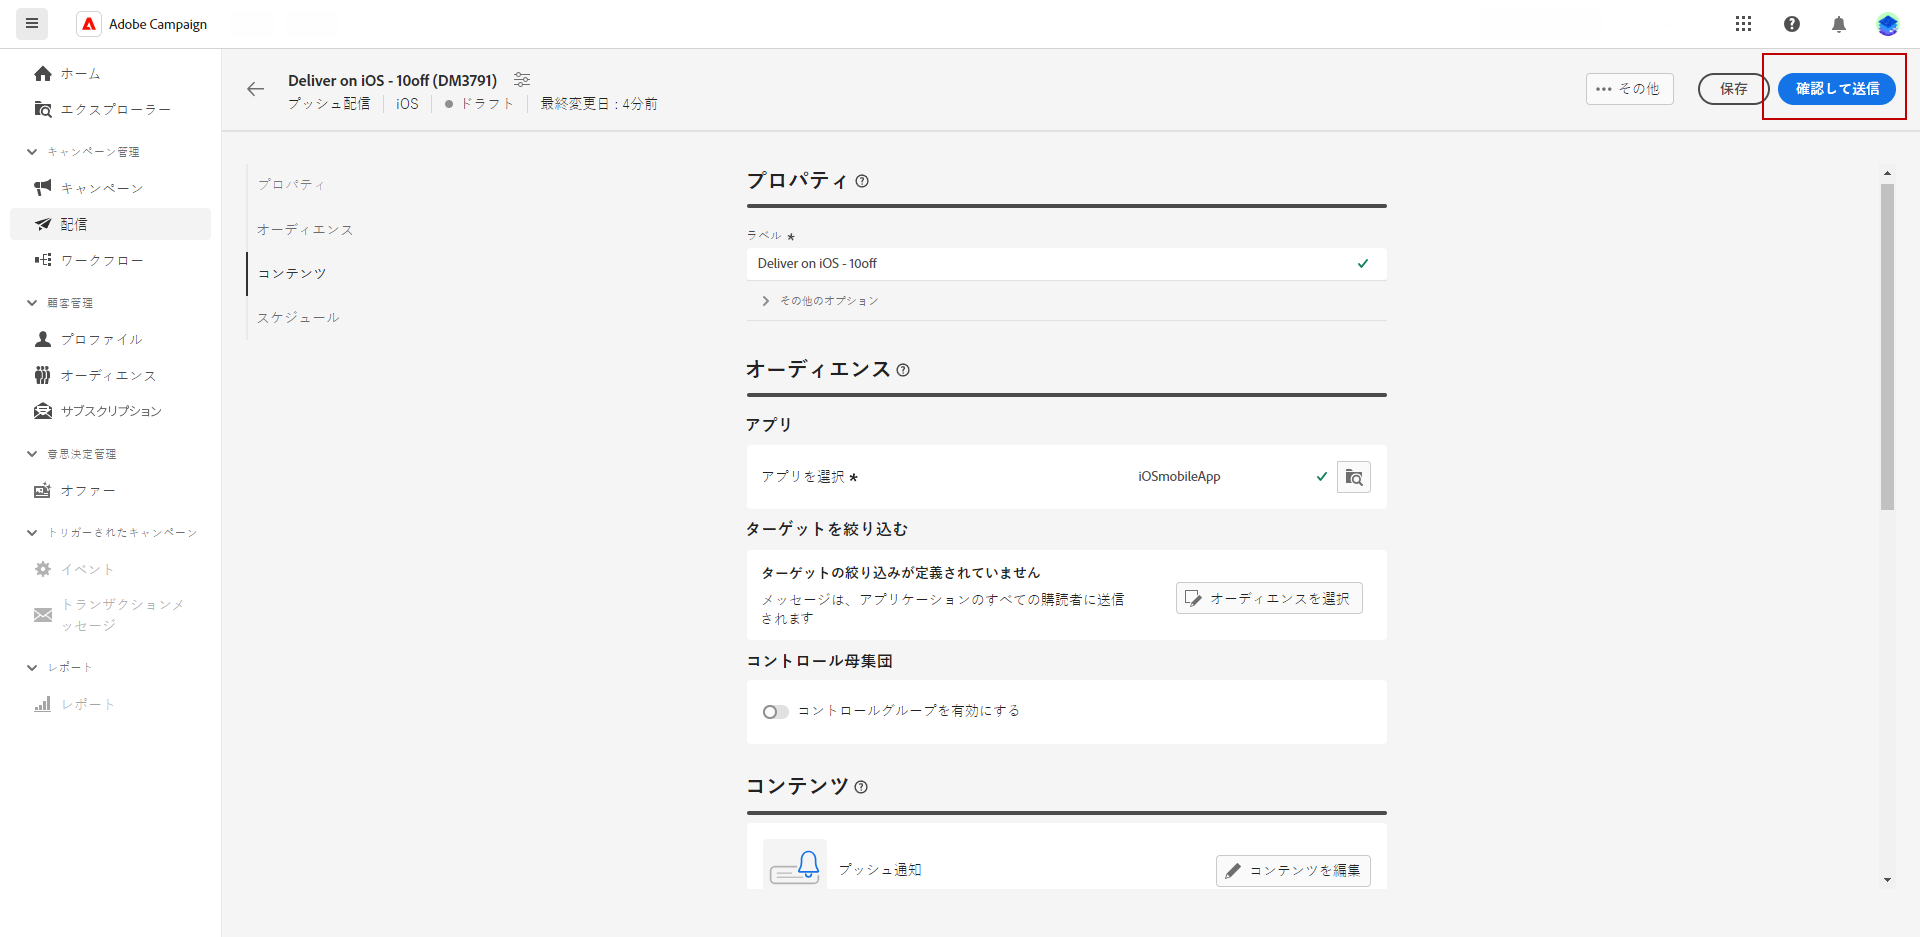 Adobe Campaign
ホーム
エクスプローラー
キャンペーン管理
キャンペーン
配信
ワークフロー
顧客管理
プロファイル
オーディエンス
サブスクリプション
意思決定管理
オファー
トリガーされたキャンペーン
イベント
トランザクションメ
ッセージ
レポート
レポート
Deliver on iOS - 10off (DM3791)
プッシュ配信 iOS ドラフト 最終変更日 : 4分前
その他
保存
確認して送信
プロパティ
オーディエンス
コンテンツ
スケジュール
プロパティ
ラベル *
Deliver on iOS - 10off
その他のオプション
オーディエンス
アプリ
アプリを選択 * iOSmobileApp
ターゲットを絞り込む
ターゲットの絞り込みが定義されていません
メッセージは、アプリケーションのすべての購読者に送信
されます
オーディエンスを選択
コントロール母集団
コントロールグループを有効にする
コンテンツ
プッシュ通知
コンテンツを編集